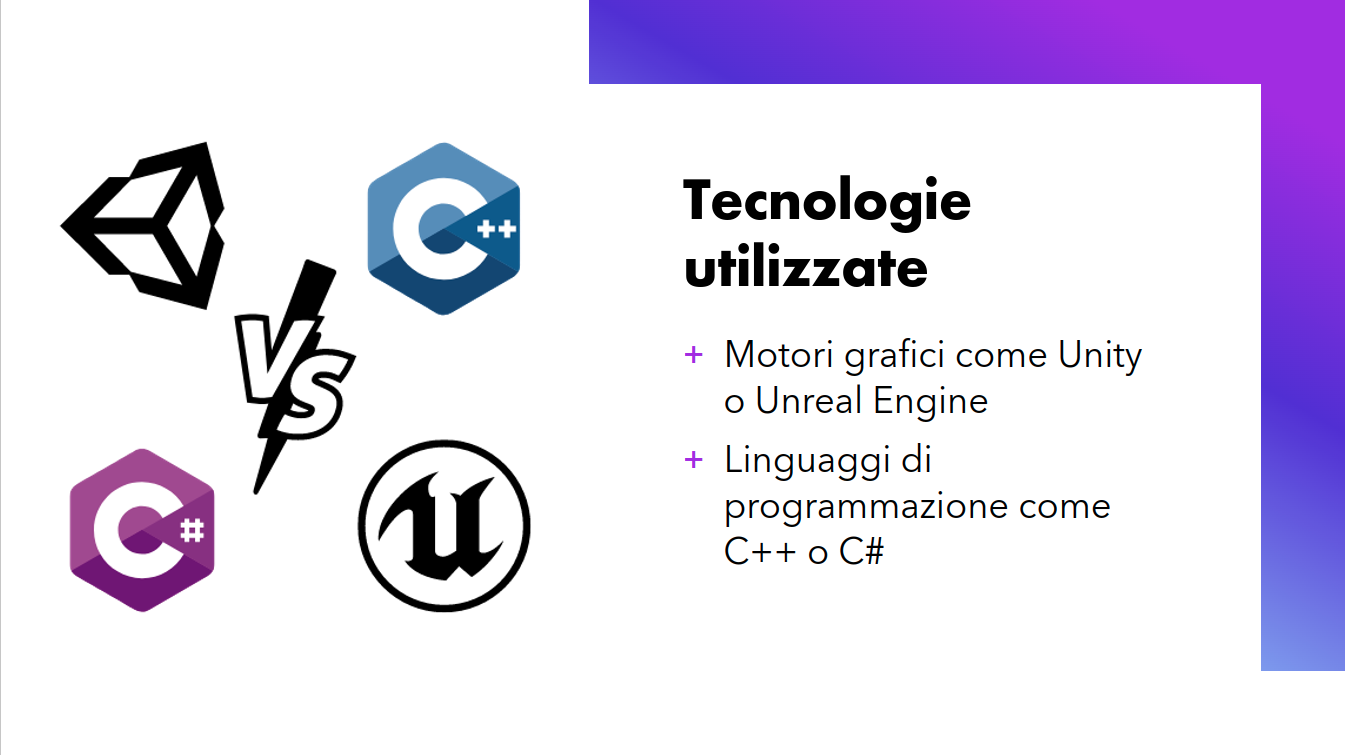 C++
VS
C#
Tecnologie
utilizzate
+ Motori grafici come Unity
o Unreal Engine
+ Linguaggi di
programmazione come
C++ o C#